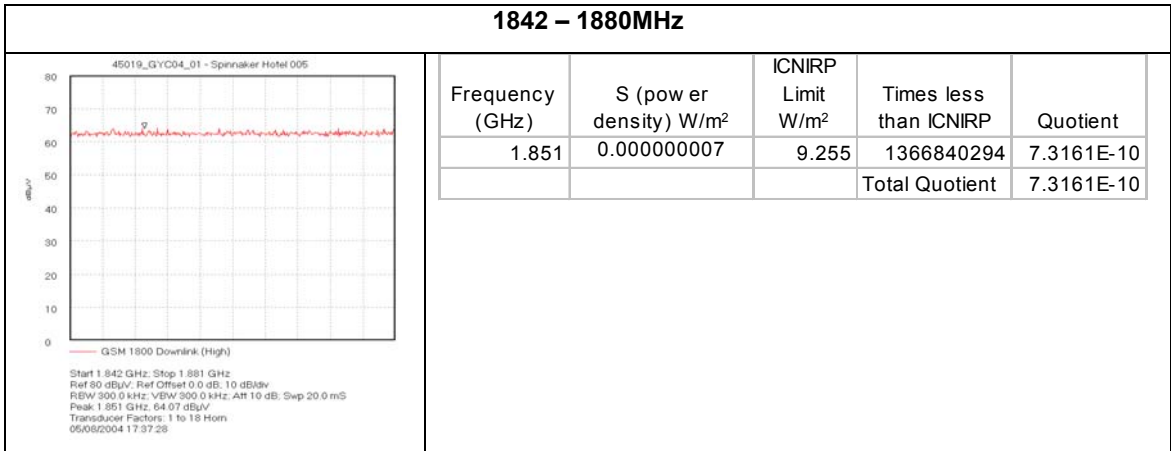 1842 – 1880MHz
45019_GYC04_01 - Spinnaker Hotel 005
80
70
60
50
40
30
20
10
0
dBµV
GSM 1800 Downlink (High)
Start 1.842 GHz; Stop 1.881 GHz
Ref 80 dBµV; Ref Offset 0.0 dB; 10 dB/div
RBW 300.0 kHz; VBW 300.0 kHz; Att 10 dB; Swp 20.0 mS
Peak 1.851 GHz, 64.07 dBµV
Transducer Factors: 1 to 18 Horn
05/08/2004 17:37:28
Frequency (GHz) S (pow er density) W/m² ICNIRP Limit W/m² Times less than ICNIRP Quotient
1.851 0.000000007 9.255 1366840294 7.3161E-10
Total Quotient 7.3161E-10